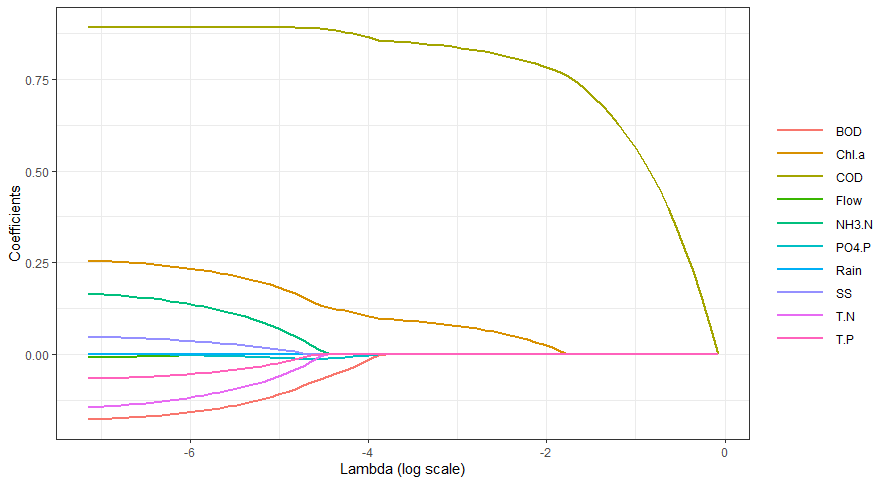 Coefficients
0.75
0.50
0.25
0.00
-6
-4
-2
0
Lambda (log scale)
BOD
Chl.a
COD
Flow
NH3.N
PO4.P
Rain
SS
T.N
T.P